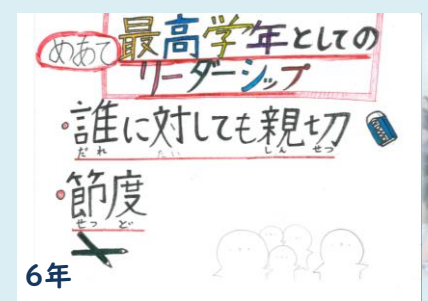 めあて 最高学年としての
リーダーシップ
・誰に対しても親切
だれ たい しんせつ
・節度
せつど
6年